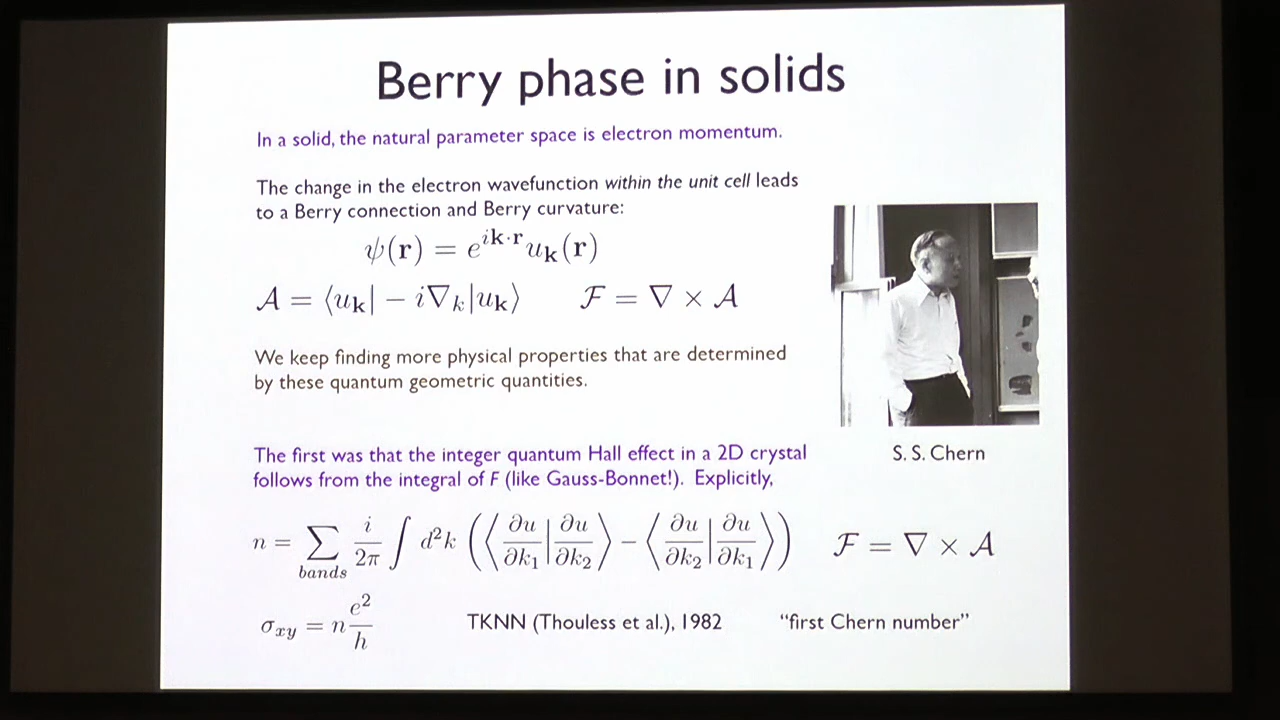 Berry phase in solids
In a solid, the natural parameter space is electron momentum.
The change in the electron wavefunction within the unit cell leads
to a Berry connection and Berry curvature:
ψ(r) = e^{ik·r} u_k(r)
𝒜 = ⟨u_k| − i∇_k|u_k⟩ ℱ = ∇ × 𝒜
We keep finding more physical properties that are determined
by these quantum geometric quantities.
S. S. Chern
The first was that the integer quantum Hall effect in a 2D crystal
follows from the integral of F (like Gauss-Bonnet!). Explicitly,
n = ∑_{bands} i/2π ∫ d²k (⟨∂u/∂k₁|∂u/∂k₂⟩ − ⟨∂u/∂k₂|∂u/∂k₁⟩) ℱ = ∇ × 𝒜
σ_{xy} = n e²/h TKNN (Thouless et al.), 1982 “first Chern number”